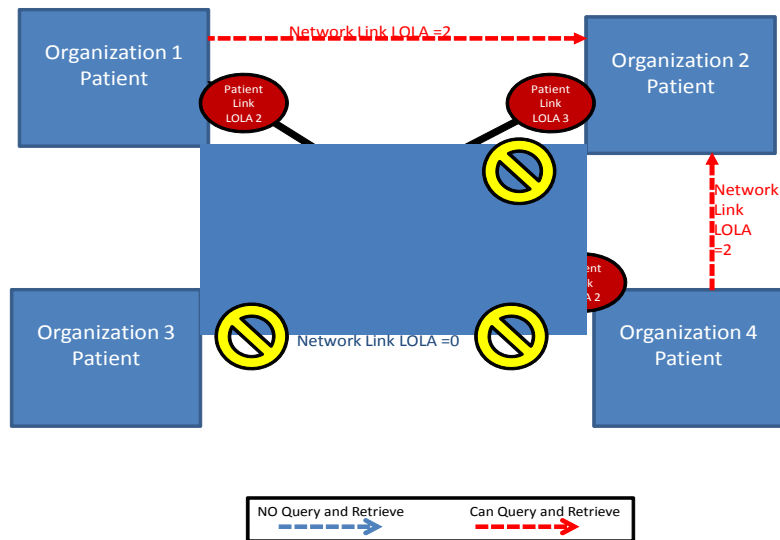 Network Link LOLA =2
Organization 1
Patient
Organization 2
Patient
Patient
Link
LOLA 2
Patient
Link
LOLA 3
Network
Link
LOLA
=2
Organization 3
Patient
Network Link LOLA =0
Organization 4
Patient
NO Query and Retrieve
Can Query and Retrieve